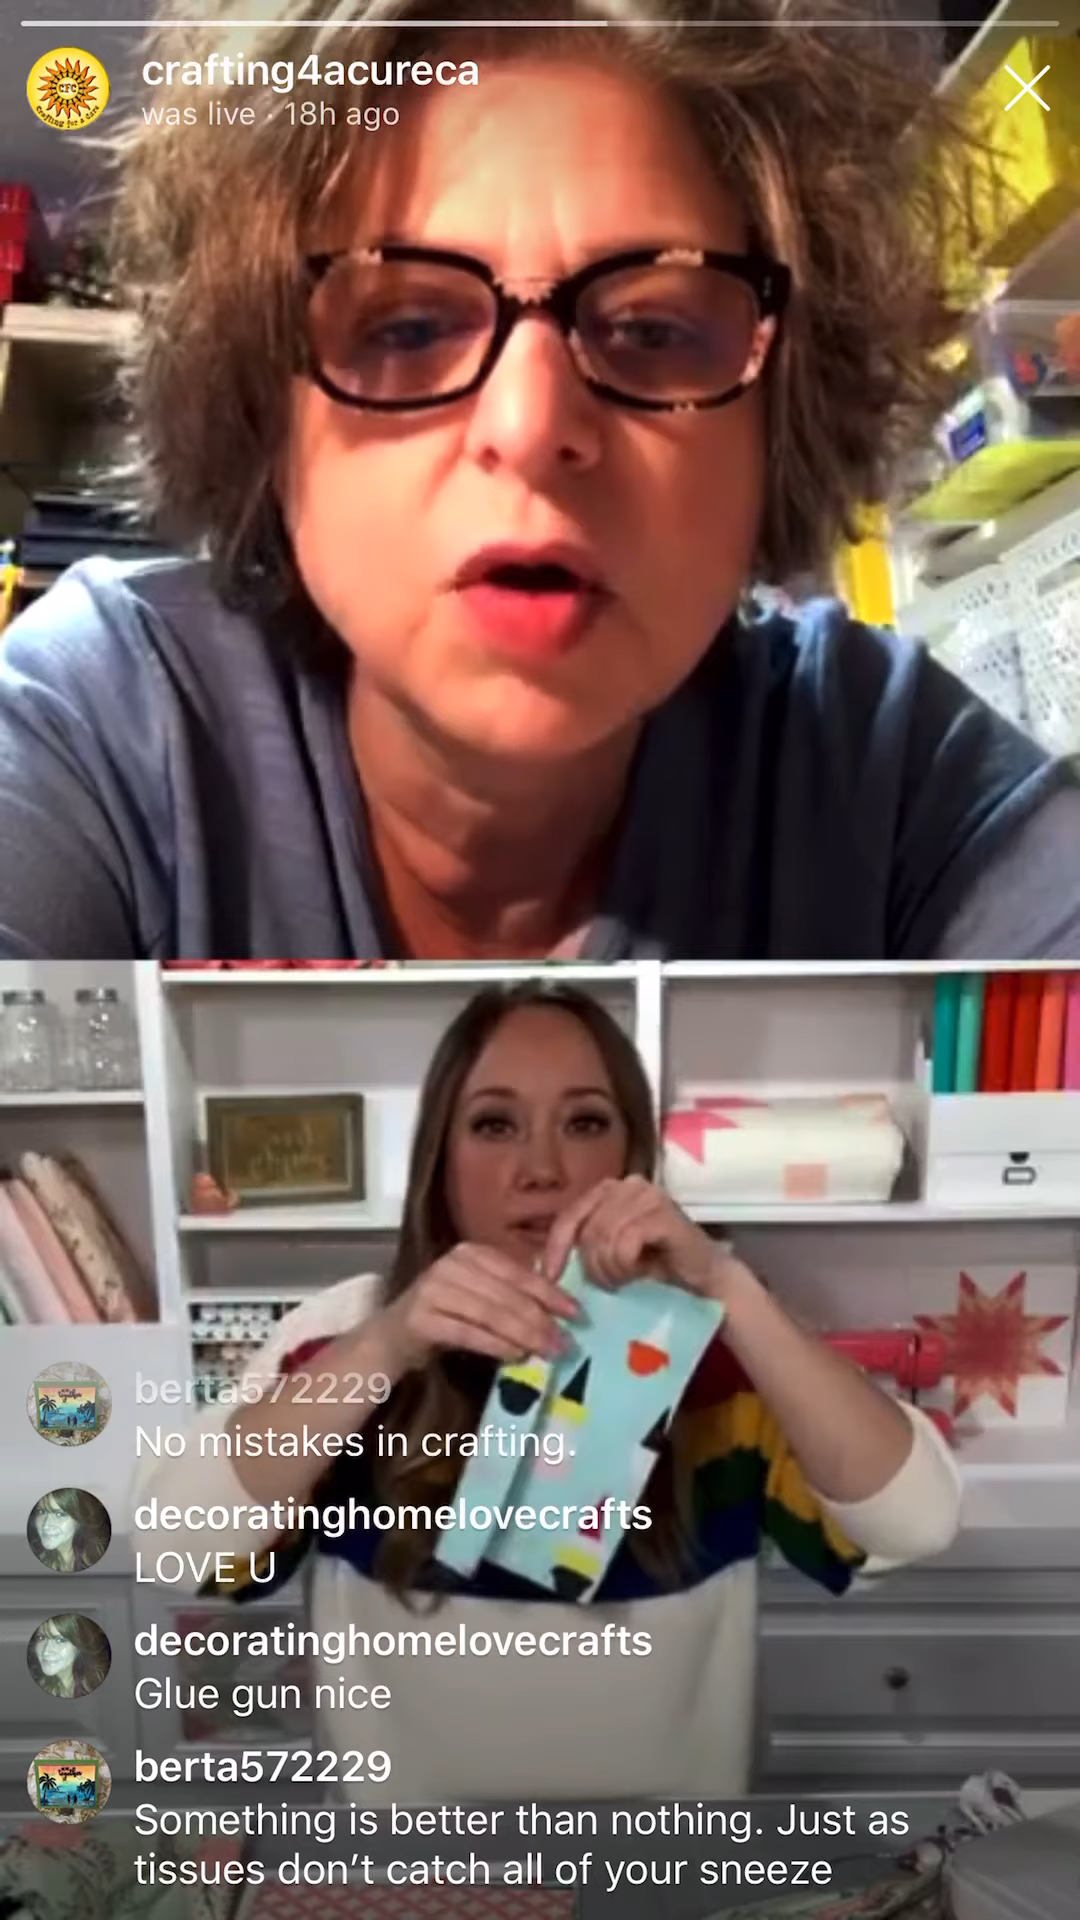 crafting4acureca
was live · 18h ago
CFC
berta572229
No mistakes in crafting.
decoratinghomelovecrafts
LOVE U
decoratinghomelovecrafts
Glue gun nice
berta572229
Something is better than nothing. Just as
tissues don't catch all of your sneeze